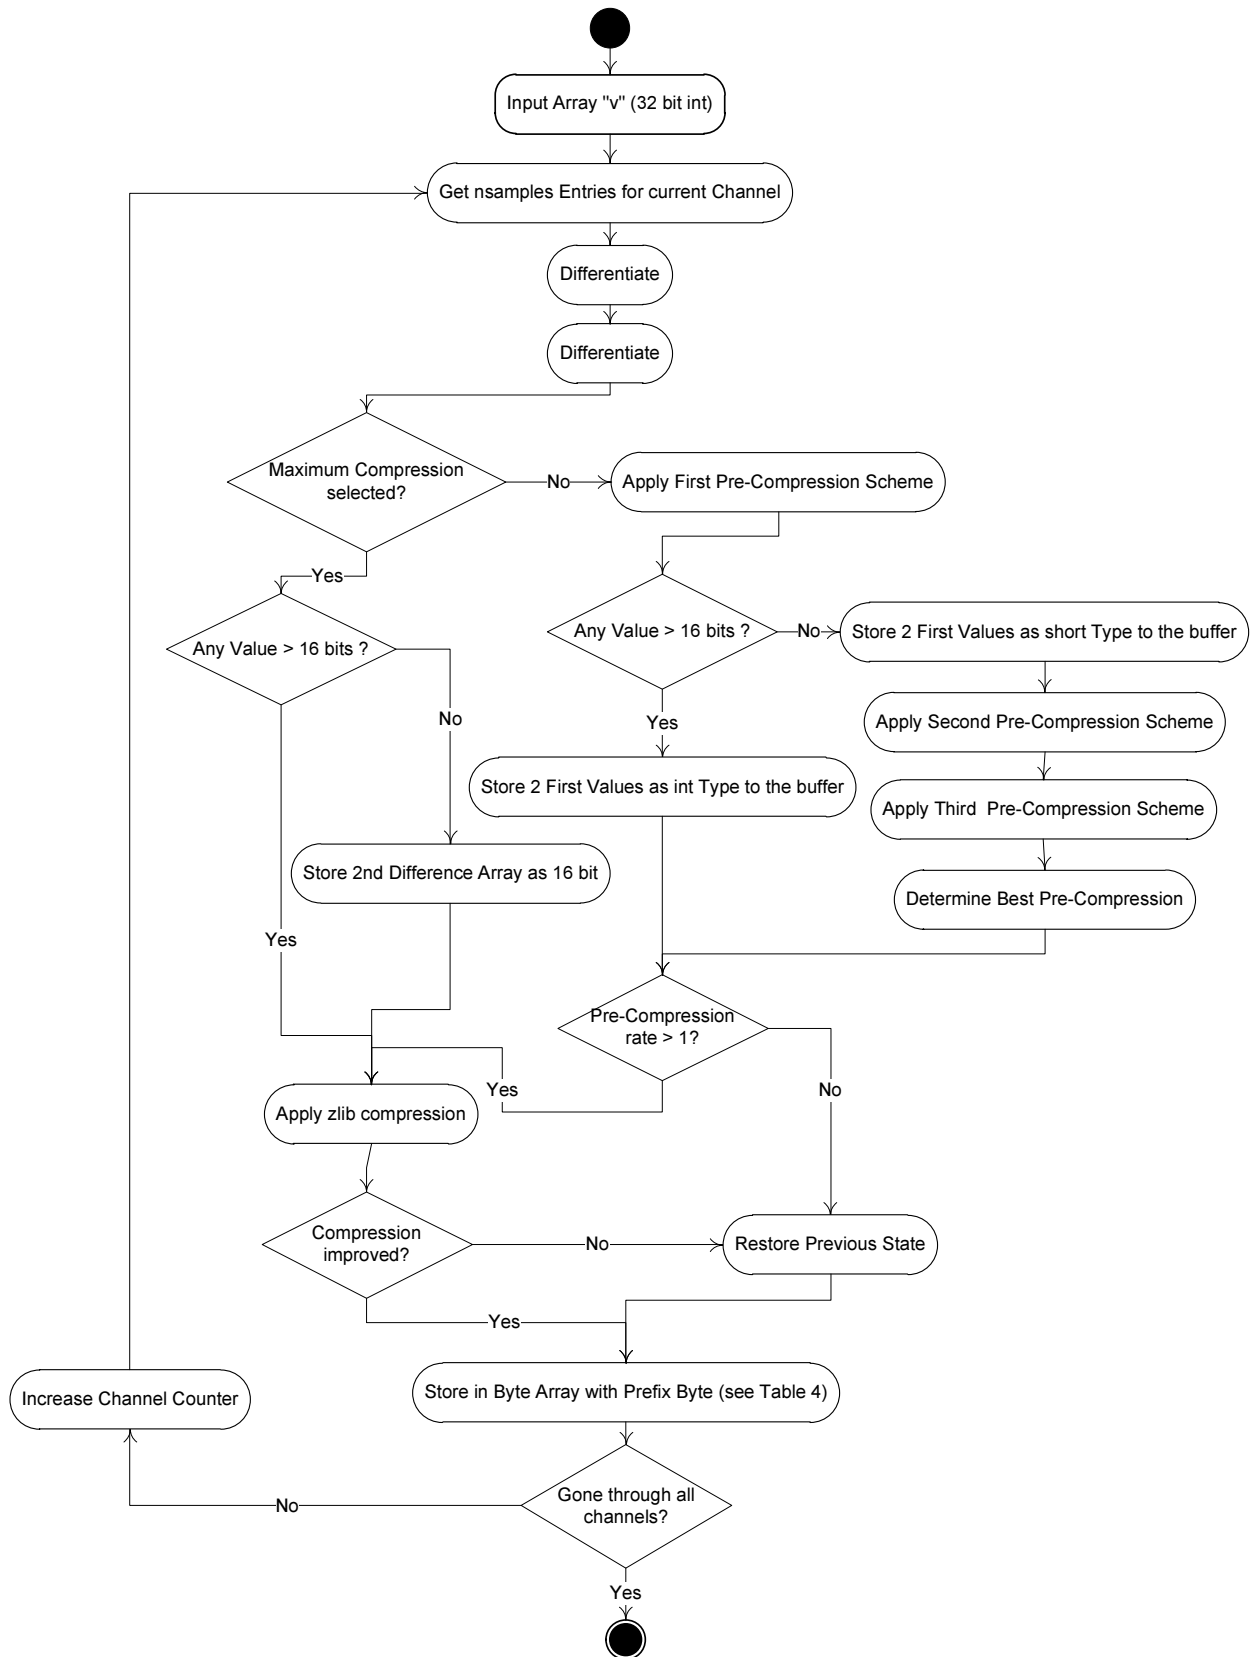 Input Array "v" (32 bit int)
Get nsamples Entries for current Channel
Differentiate
Differentiate
Maximum Compression
selected?
No
Apply First Pre-Compression Scheme
Yes
Any Value > 16 bits ?
Any Value > 16 bits ?
No
Store 2 First Values as short Type to the buffer
No
Yes
Apply Second Pre-Compression Scheme
Store 2 First Values as int Type to the buffer
Apply Third  Pre-Compression Scheme
Store 2nd Difference Array as 16 bit
Determine Best Pre-Compression
Yes
Pre-Compression
rate > 1?
Yes
No
Apply zlib compression
Compression
improved?
No
Restore Previous State
Yes
Increase Channel Counter
Store in Byte Array with Prefix Byte (see Table 4)
Gone through all
channels?
No
Yes